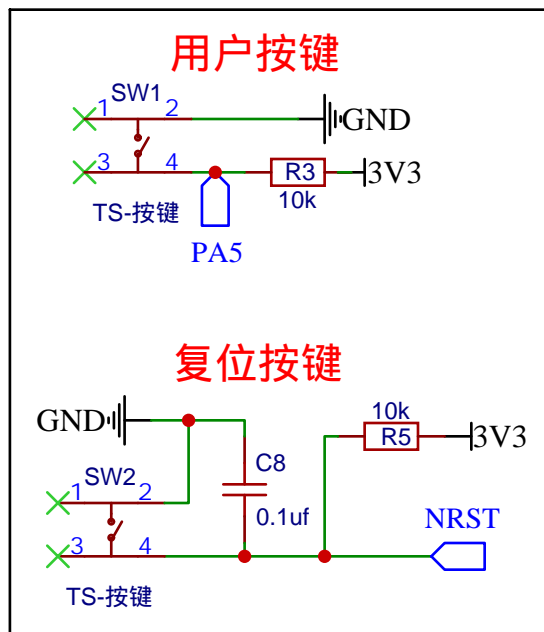 用户按键
SW1
1 2
GND
3 4
R3
3V3
10k
TS-按键
PA5
复位按键
10k
GND
R5
3V3
C8
SW2
1 2
0.1uf
NRST
3 4
TS-按键